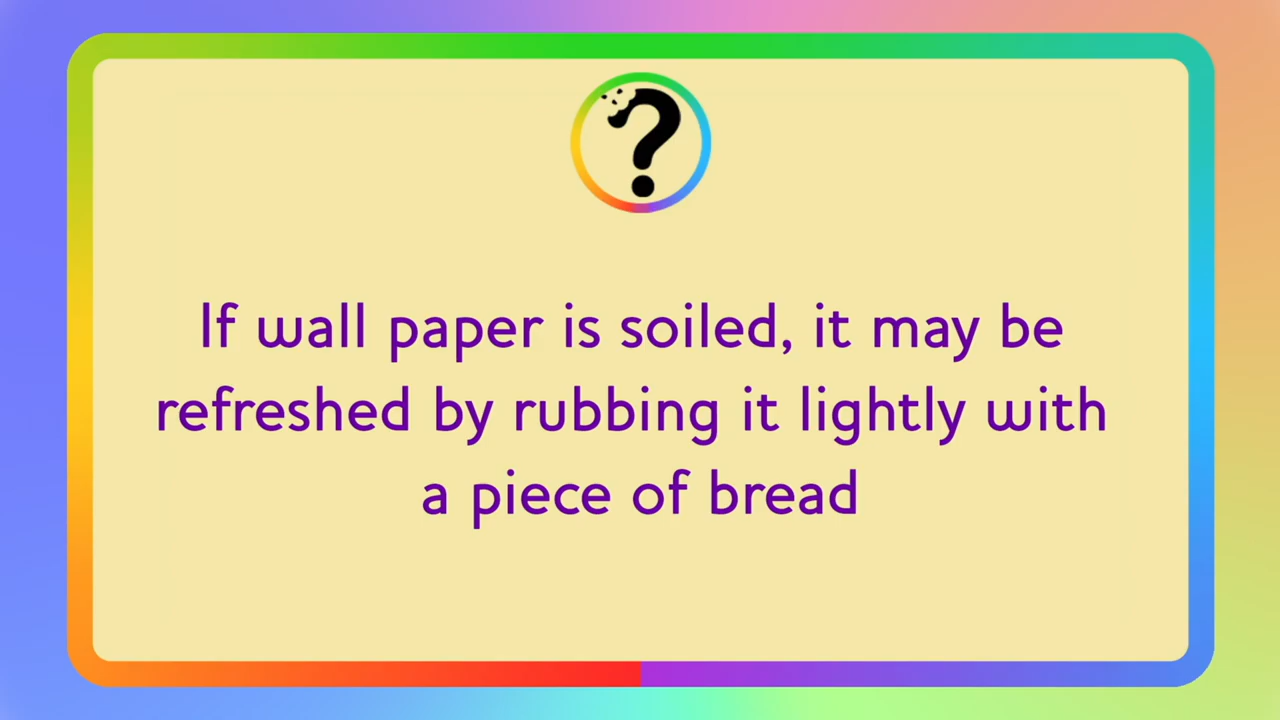 If wall paper is soiled, it may be
refreshed by rubbing it lightly with
a piece of bread